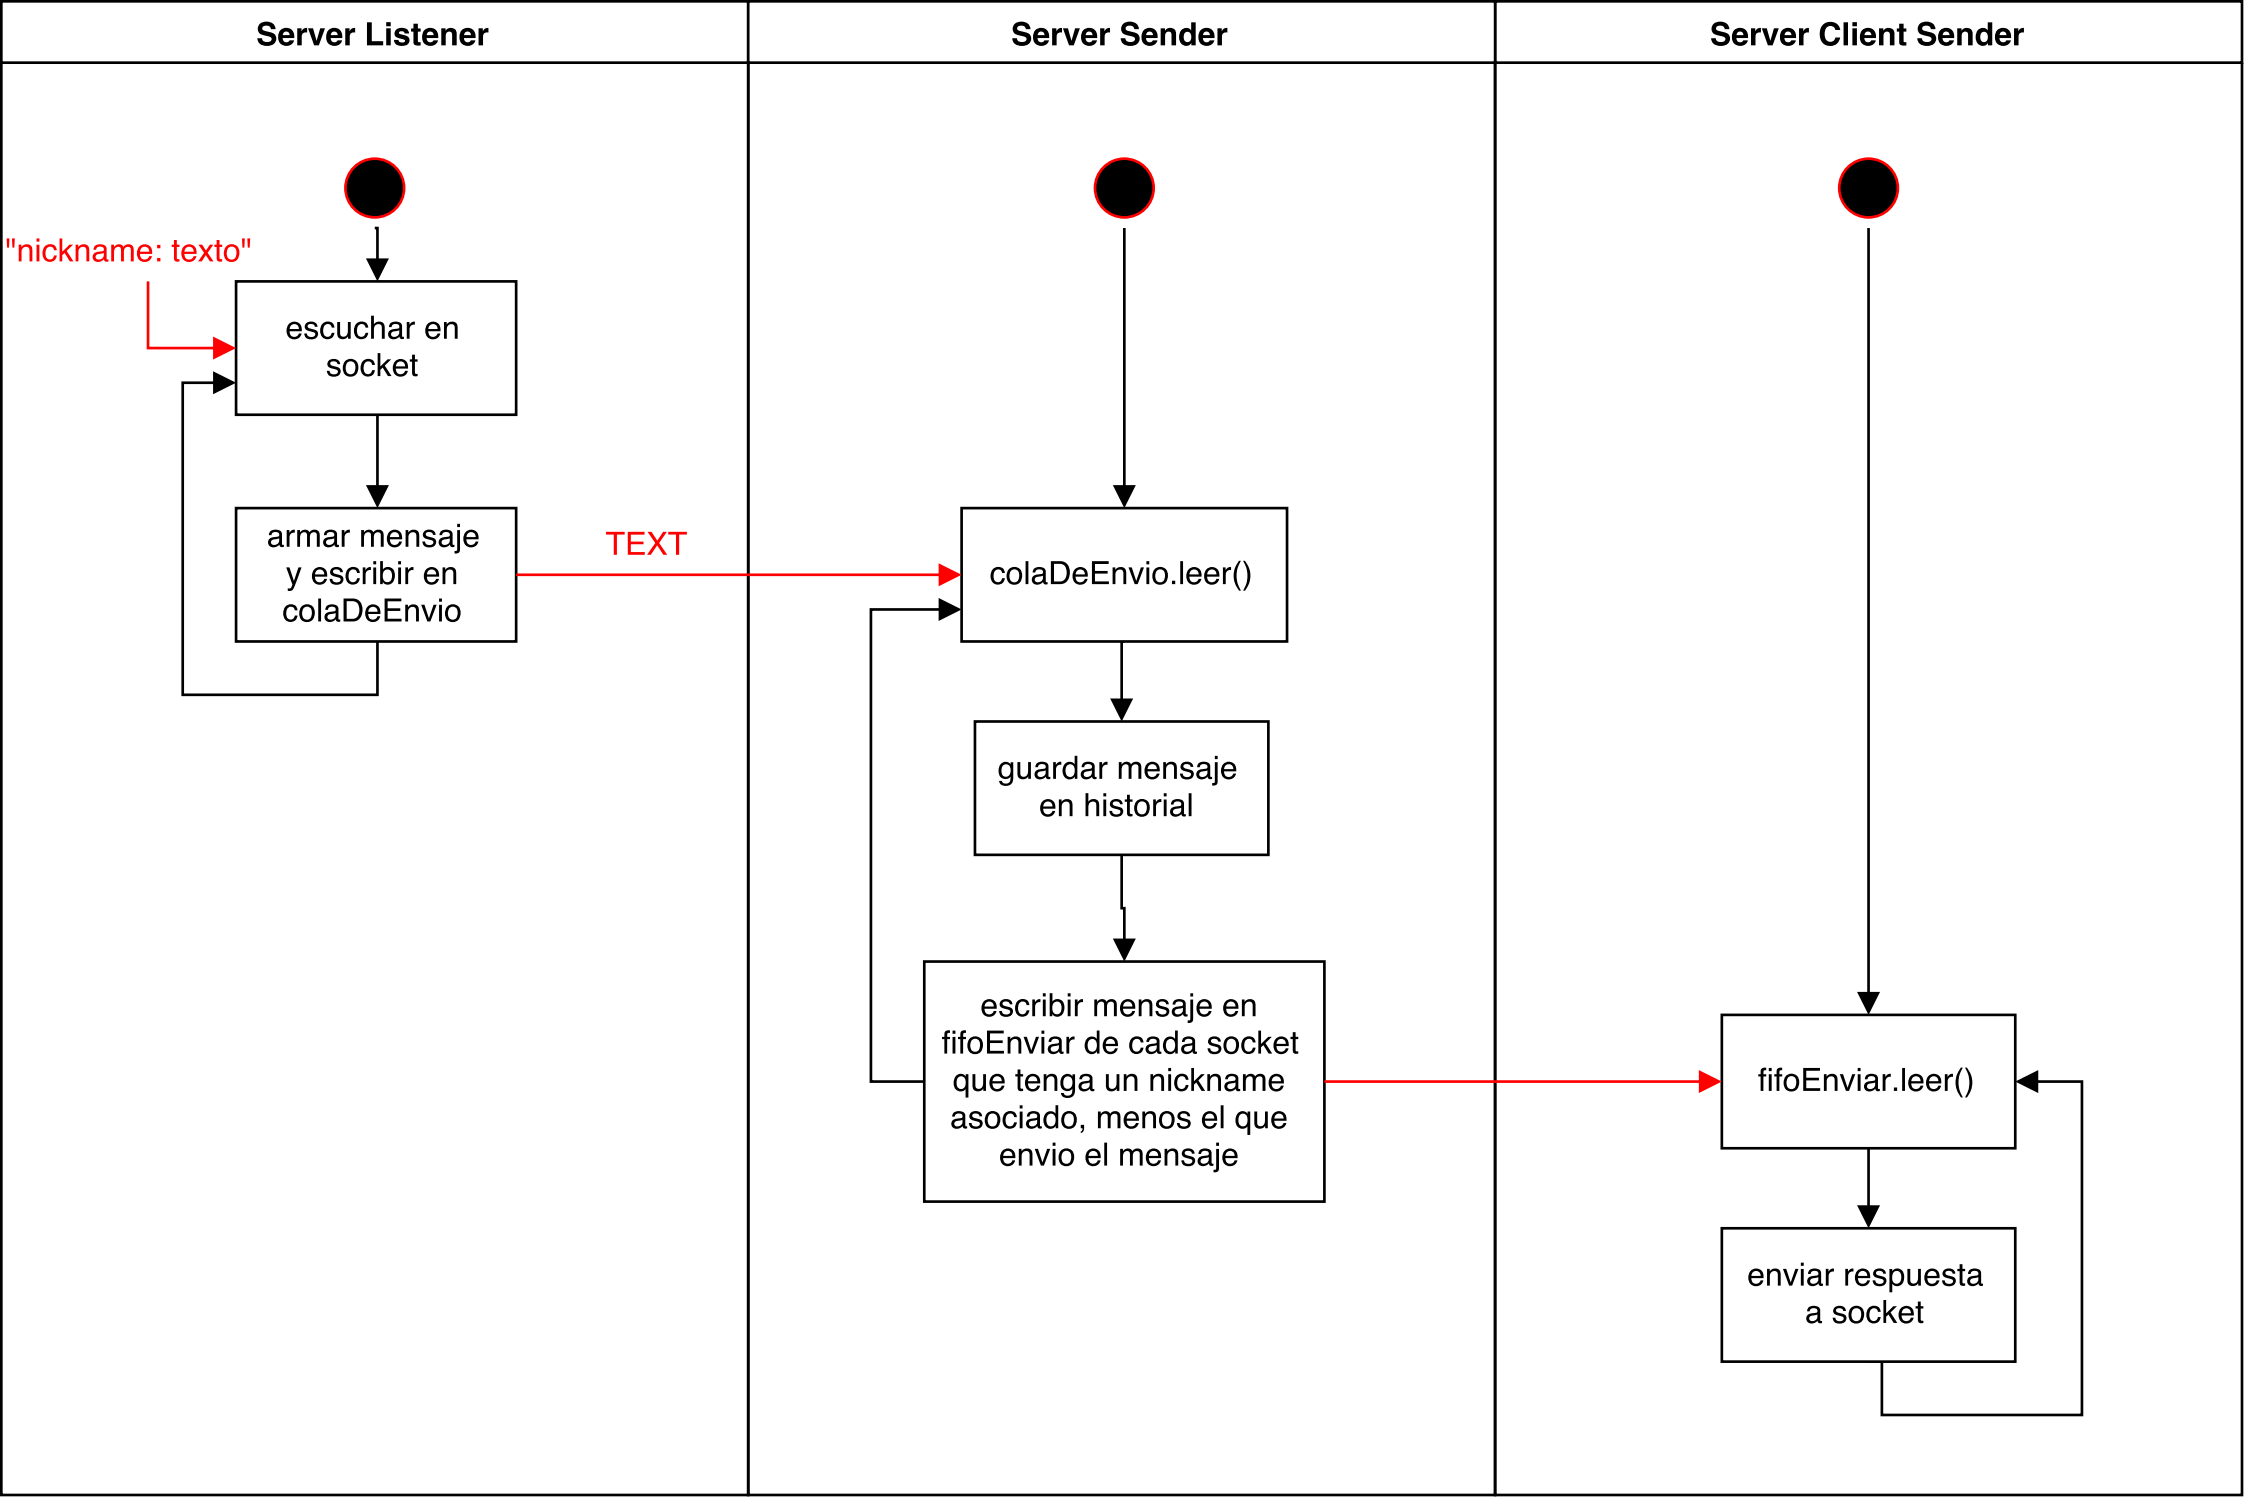 Server Listener
Server Sender
Server Client Sender
"nickname: texto"
escuchar en
socket
armar mensaje
y escribir en
colaDeEnvio
TEXT
colaDeEnvio.leer()
guardar mensaje
en historial
escribir mensaje en
fifoEnviar de cada socket
que tenga un nickname
asociado, menos el que
envio el mensaje
fifoEnviar.leer()
enviar respuesta
a socket